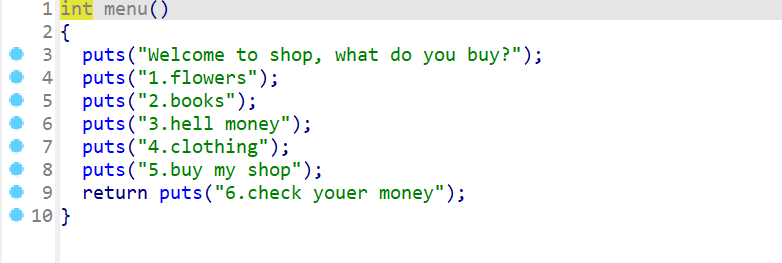 1 int menu()
2 {
3 puts("Welcome to shop, what do you buy?");
4 puts("1.flowers");
5 puts("2.books");
6 puts("3.hell money");
7 puts("4.clothing");
8 puts("5.buy my shop");
9 return puts("6.check youer money");
10 }